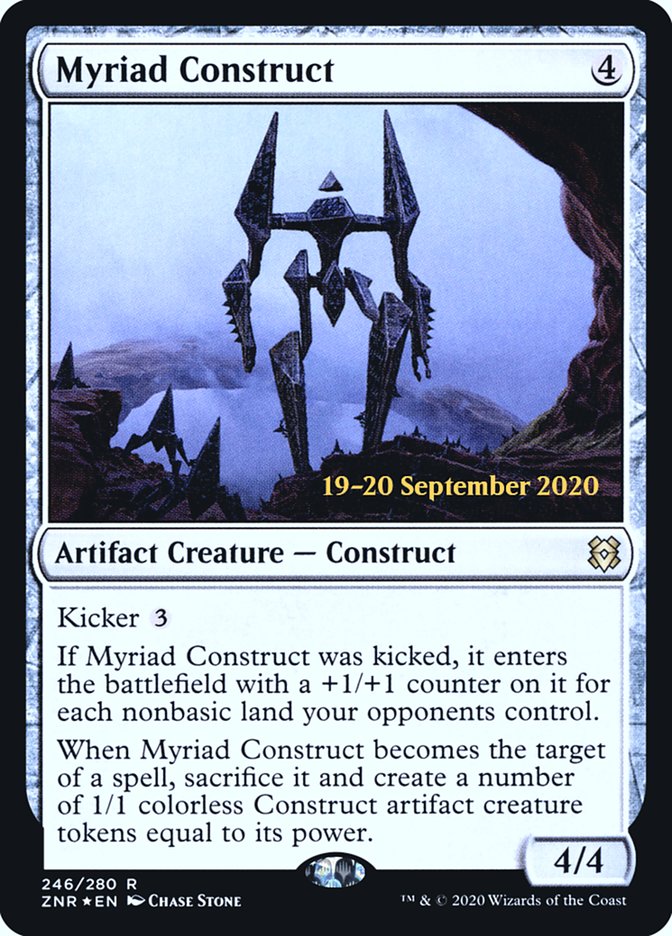 Myriad Construct 4
19–20 September 2020
Artifact Creature — Construct
Kicker 3
If Myriad Construct was kicked, it enters
the battlefield with a +1/+1 counter on it for
each nonbasic land your opponents control.
When Myriad Construct becomes the target
of a spell, sacrifice it and create a number
of 1/1 colorless Construct artifact creature
tokens equal to its power.
4/4
246/280 R
ZNR ★ EN Chase Stone
™ & © 2020 Wizards of the Coast